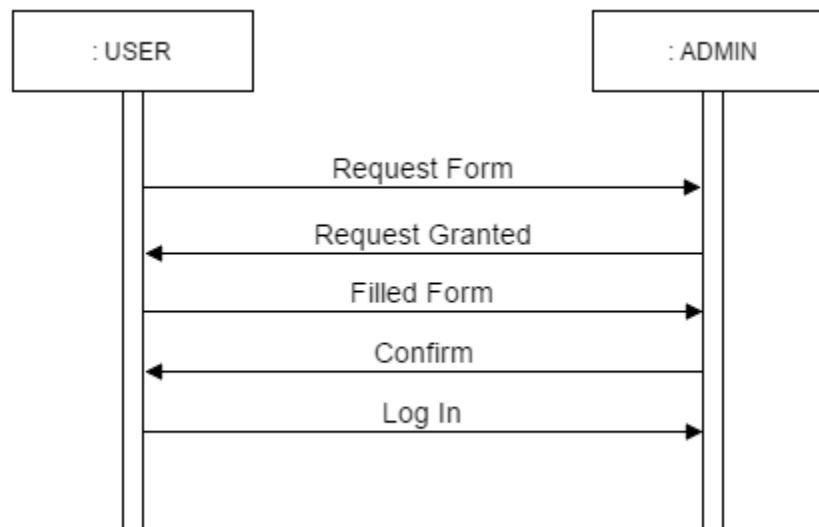 : USER
: ADMIN
Request Form
Request Granted
Filled Form
Confirm
Log In